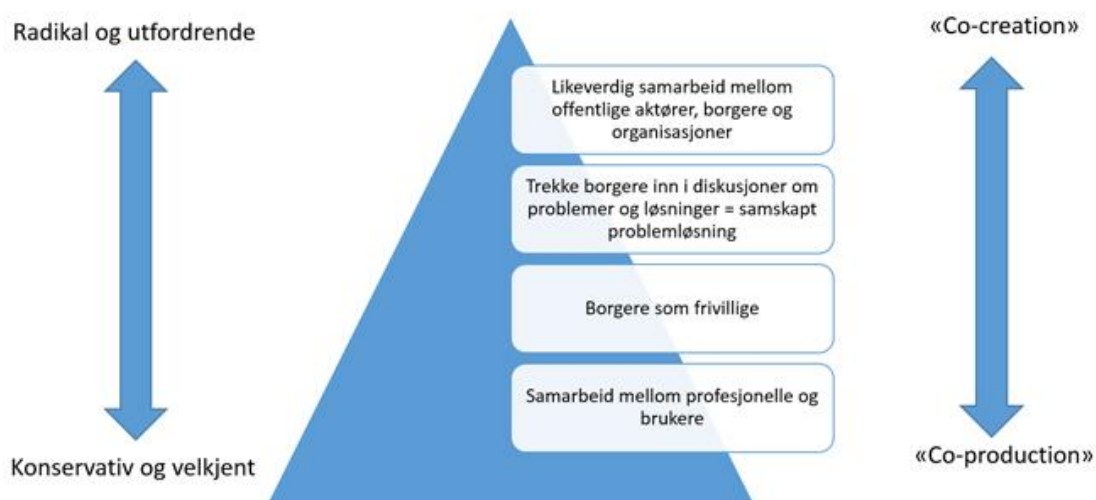 Radikal og utfordrende
«Co-creation»
Likeverdig samarbeid mellom
offentlige aktører, borgere og
organisasjoner
Trekke borgere inn i diskusjoner om
problemer og løsninger = samskapt
problemløsning
Borgere som frivillige
Samarbeid mellom profesjonelle og
brukere
Konservativ og velkjent
«Co-production»